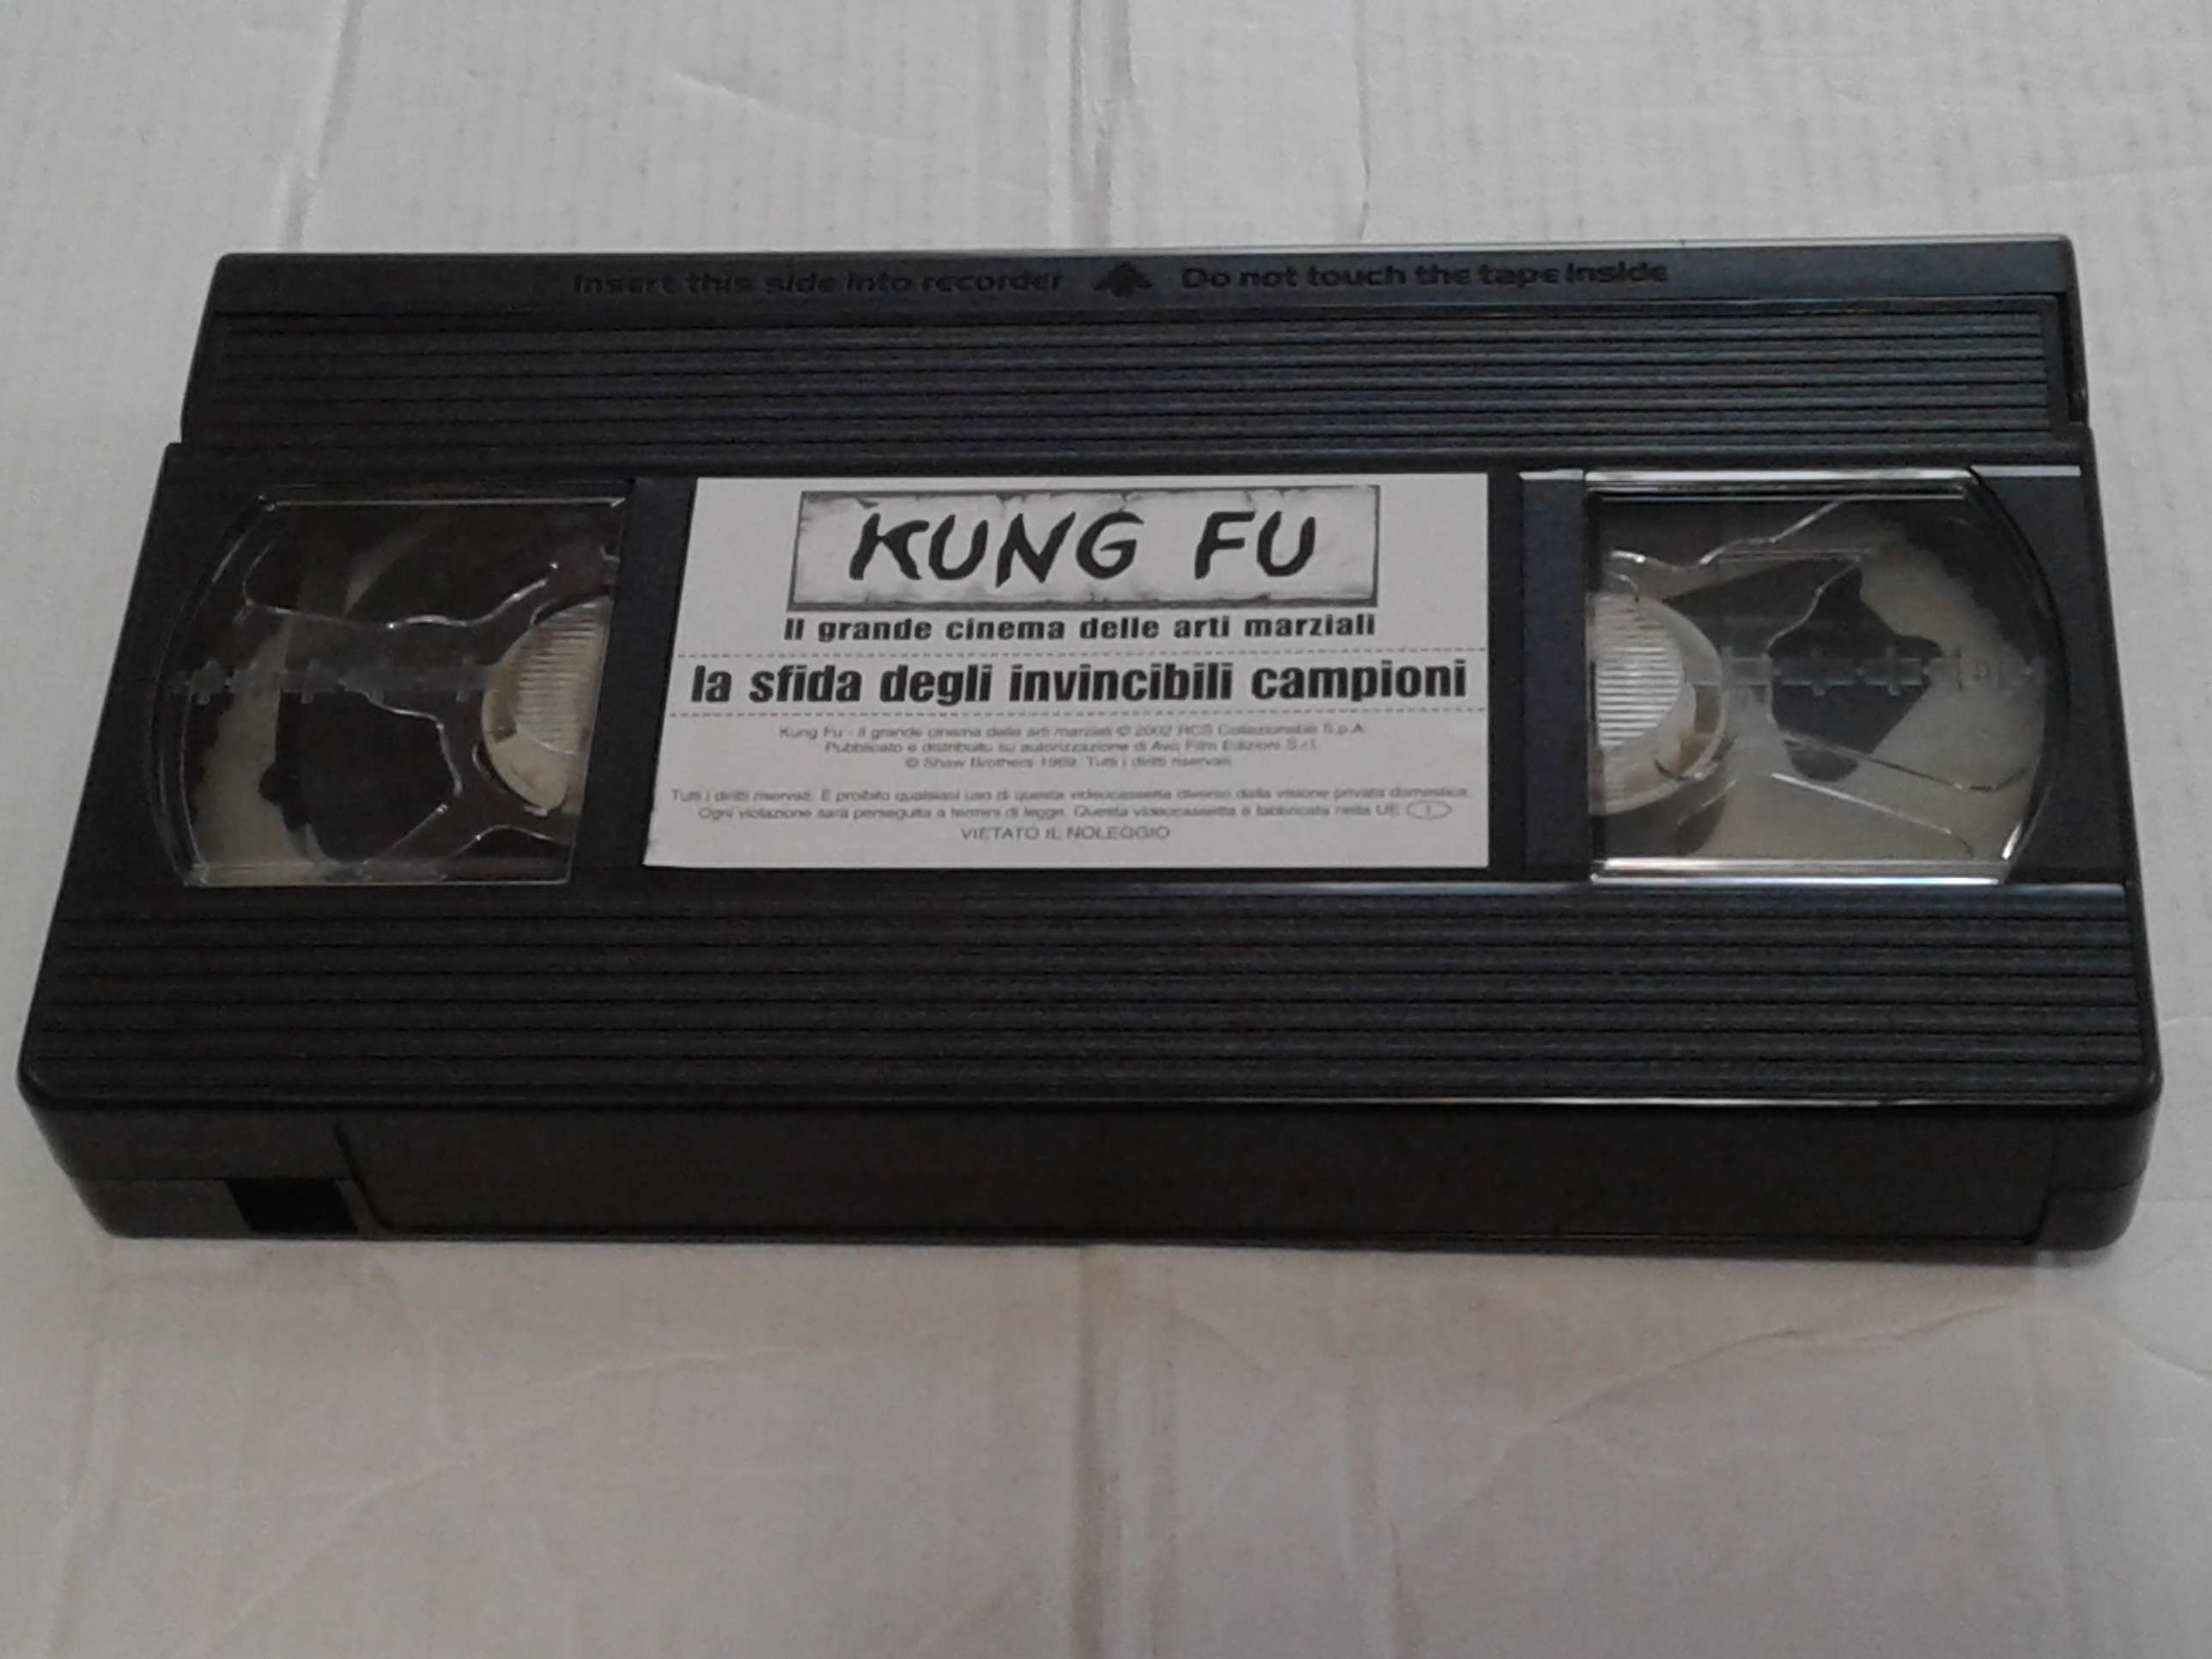 Insert this side into recorder Do not touch the tape inside
KUNG FU
Il grande cinema delle arti marziali
la sfida degli invincibili campioni
Kung Fu - Il grande cinema delle arti marziali © 2002 RCS Collezionabili S.p.A.
Pubblicato e distribuito su autorizzazione di Avo Film Edizioni S.r.l.
© Shaw Brothers 1969. Tutti i diritti riservati.
Tutti i diritti riservati. È proibito qualsiasi uso di questa videocassetta diverso dalla visione privata domestica.
Ogni violazione sarà perseguita a termini di legge. Questa videocassetta è fabbricata nella UE
VIETATO IL NOLEGGIO